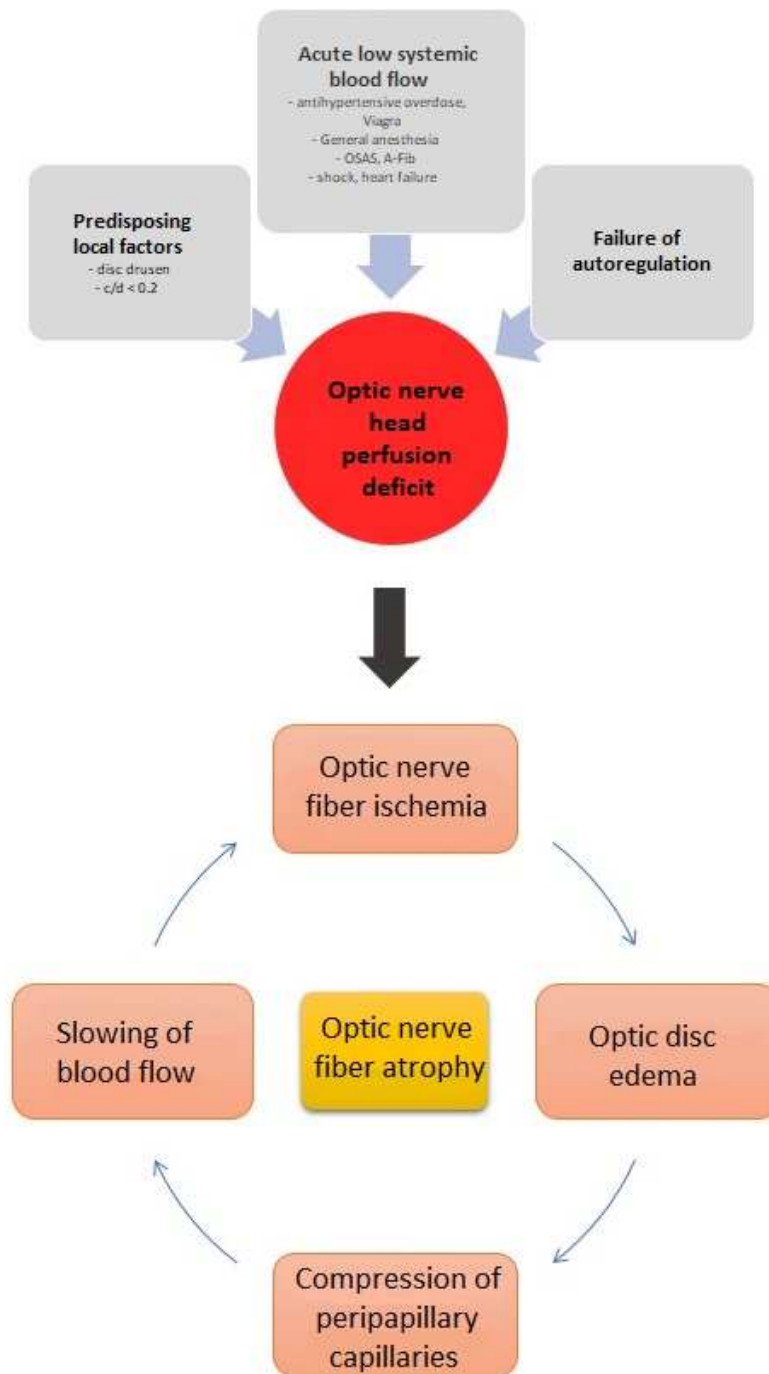 Acute low systemic
blood flow
- antihypertensive overdose,
Viagra
- General anesthesia
- OSAS, A-Fib
- shock, heart failure
Predisposing
local factors
- disc drusen
- c/d < 0.2
Failure of
autoregulation
Optic nerve
head
perfusion
deficit
Optic nerve
fiber ischemia
Slowing of
blood flow
Optic nerve
fiber atrophy
Optic disc
edema
Compression of
peripapillary
capillaries